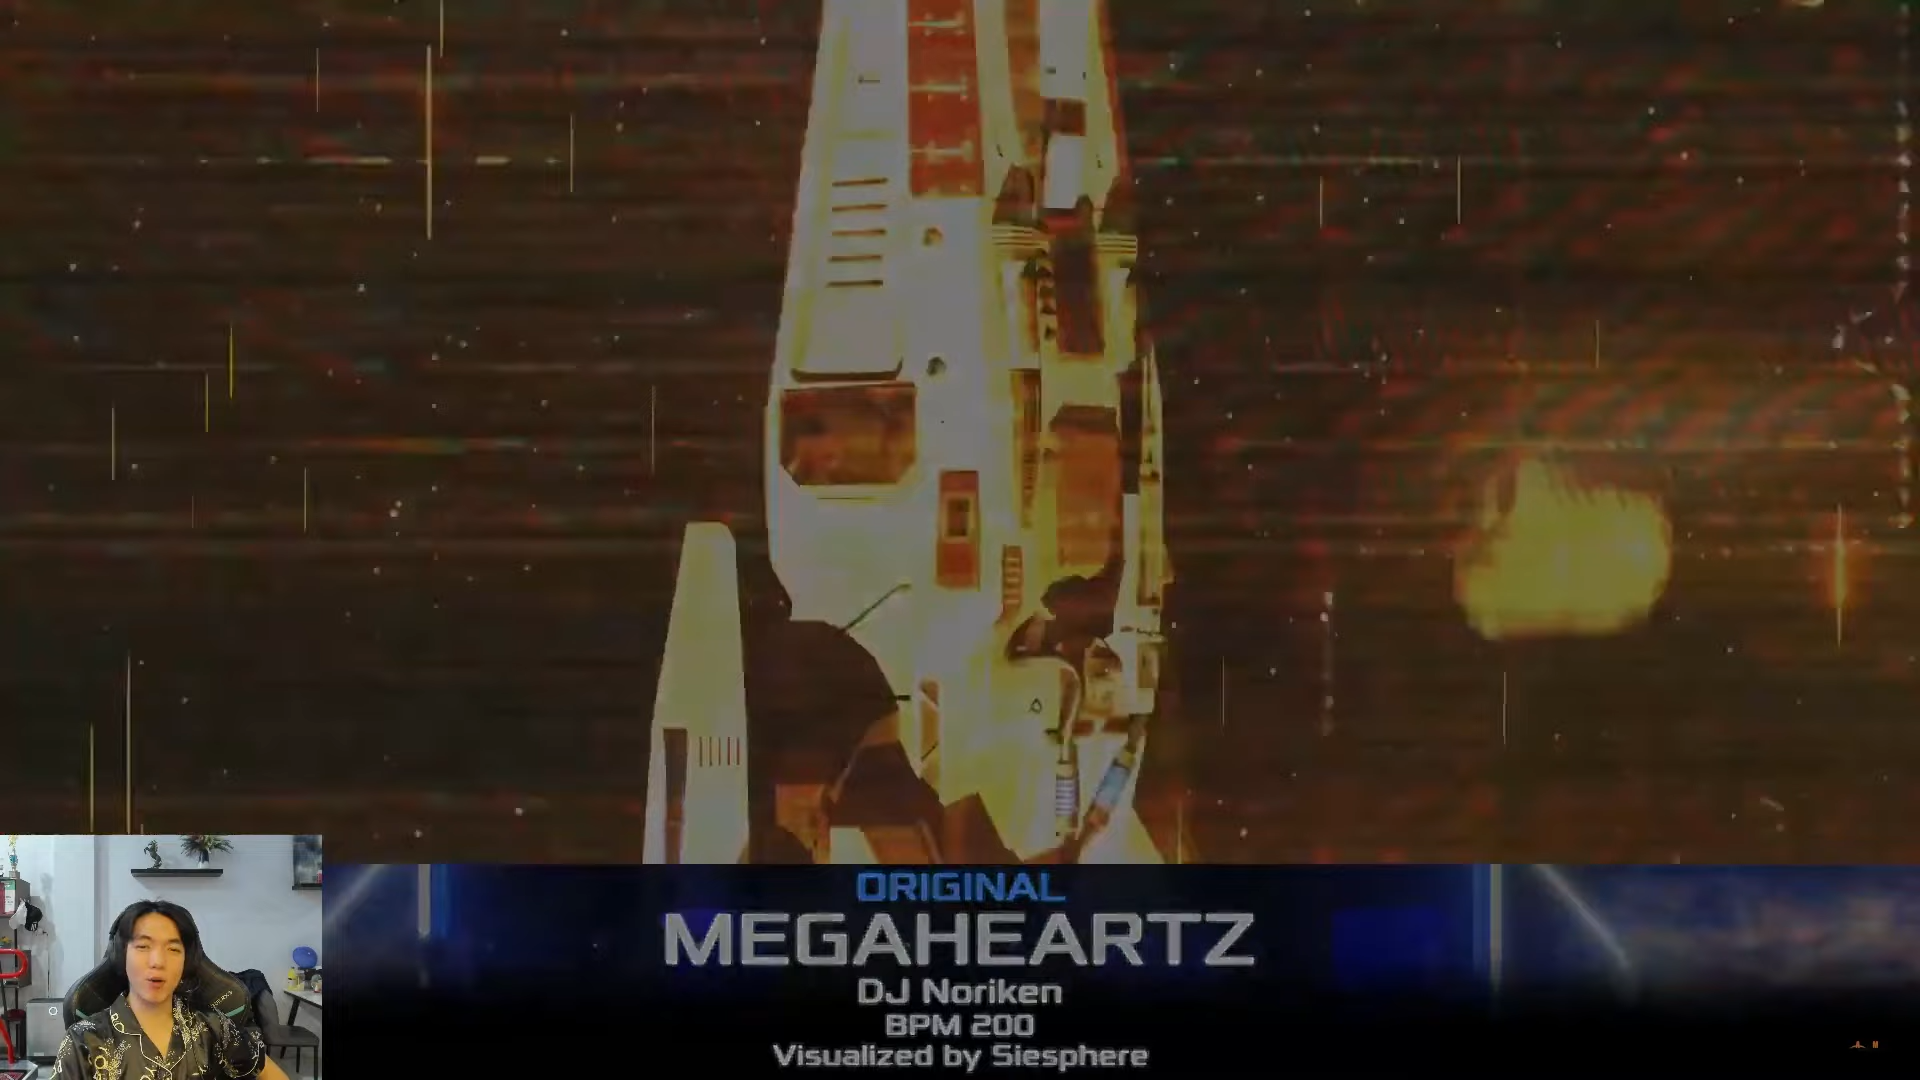 ORIGINAL
MEGAHEARTZ
DJ Noriken
BPM 200
Visualized by Siesphere